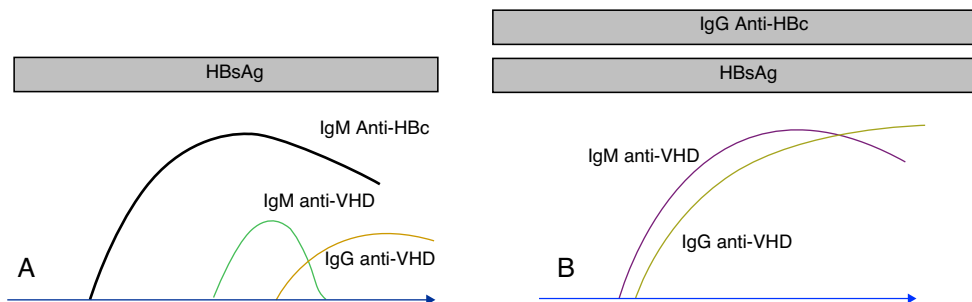 HBsAg
IgM Anti-HBc
IgM anti-VHD
IgG anti-VHD
A
IgG Anti-HBc
HBsAg
IgM anti-VHD
IgG anti-VHD
B